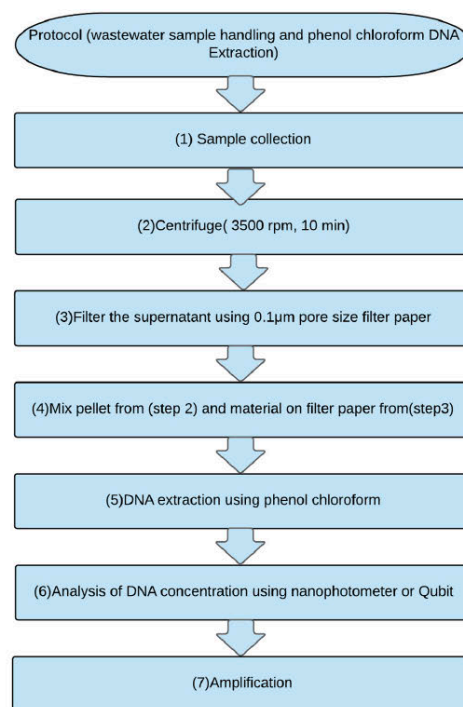 Protocol (wastewater sample handling and phenol chloroform DNA
Extraction)
(1) Sample collection
(2)Centrifuge( 3500 rpm, 10 min)
(3)Filter the supernatant using 0.1µm pore size filter paper
(4)Mix pellet from (step 2) and material on filter paper from(step3)
(5)DNA extraction using phenol chloroform
(6)Analysis of DNA concentration using nanophotometer or Qubit
(7)Amplification